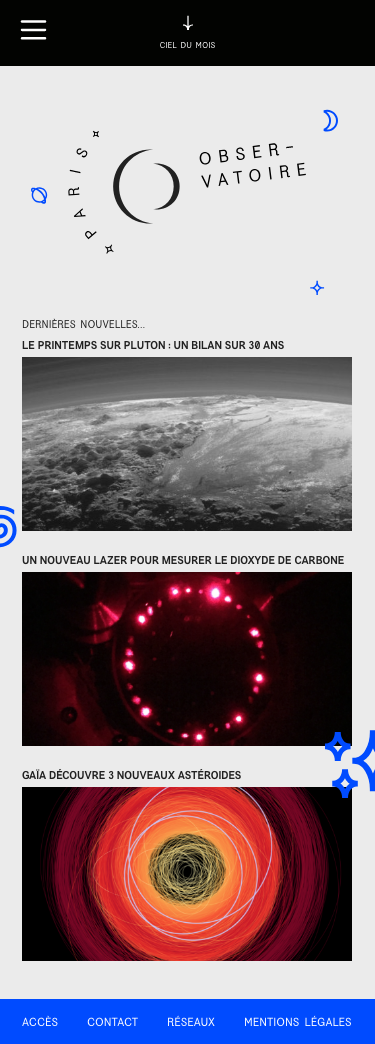 CIEL DU MOIS
PARIS
OBSER-
VATOIRE
DERNIÈRES NOUVELLES...
LE PRINTEMPS SUR PLUTON : UN BILAN SUR 30 ANS
UN NOUVEAU LAZER POUR MESURER LE DIOXYDE DE CARBONE
GAÏA DÉCOUVRE 3 NOUVEAUX ASTÉROIDES
ACCÈS CONTACT RÉSEAUX MENTIONS LÉGALES